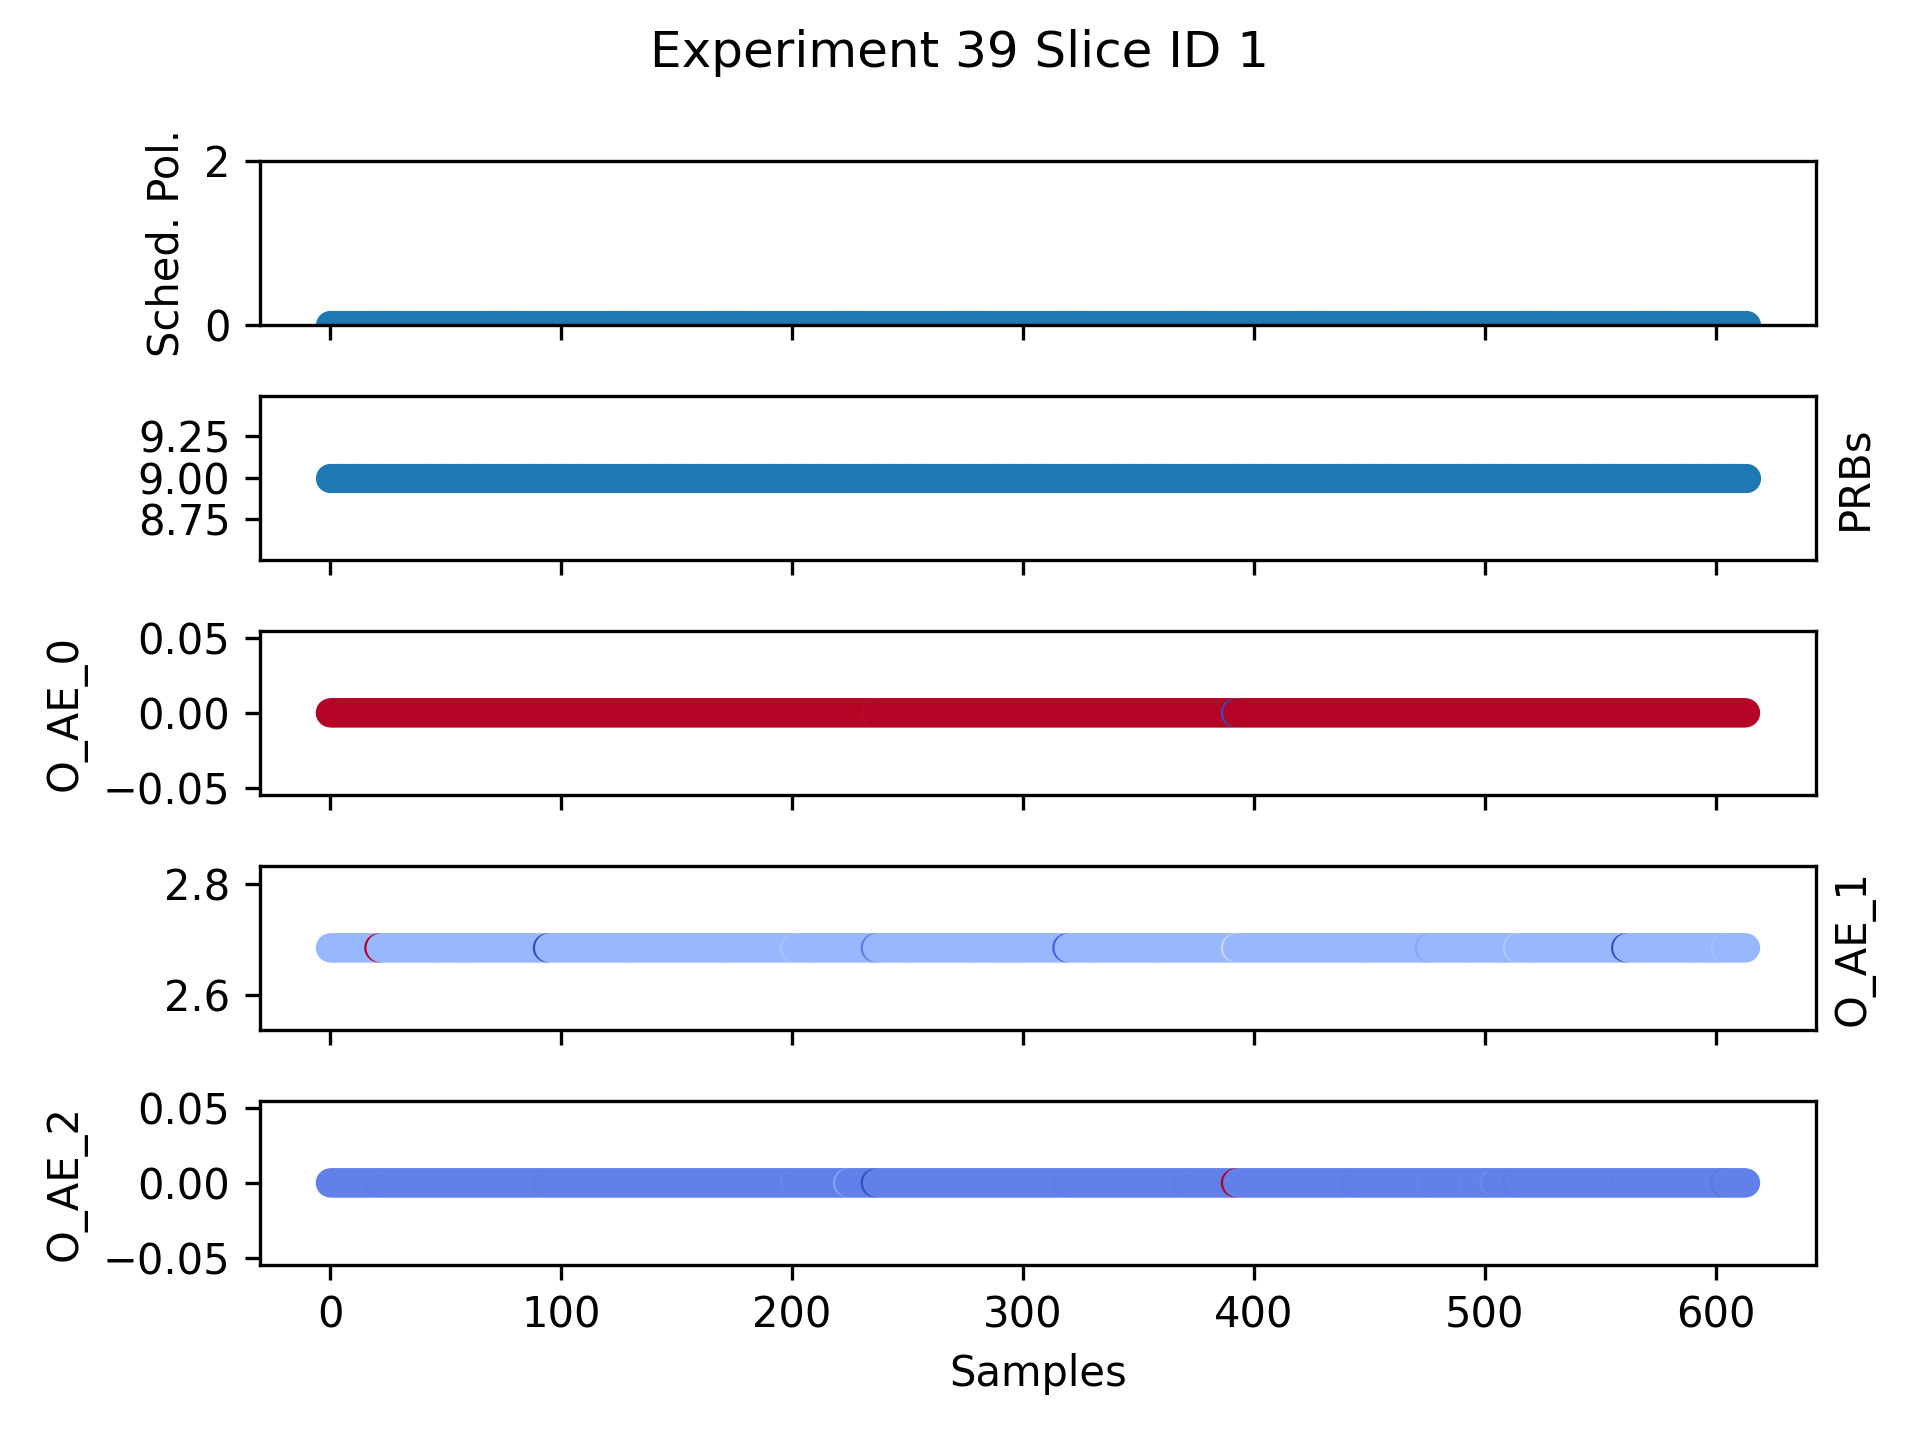 Experiment 39 Slice ID 1
Sched. Pol.
2
0
9.25
9.00
8.75
PRBs
O_AE_0
0.05
0.00
−0.05
2.8
2.6
O_AE_1
O_AE_2
0.05
0.00
−0.05
0 100 200 300 400 500 600
Samples